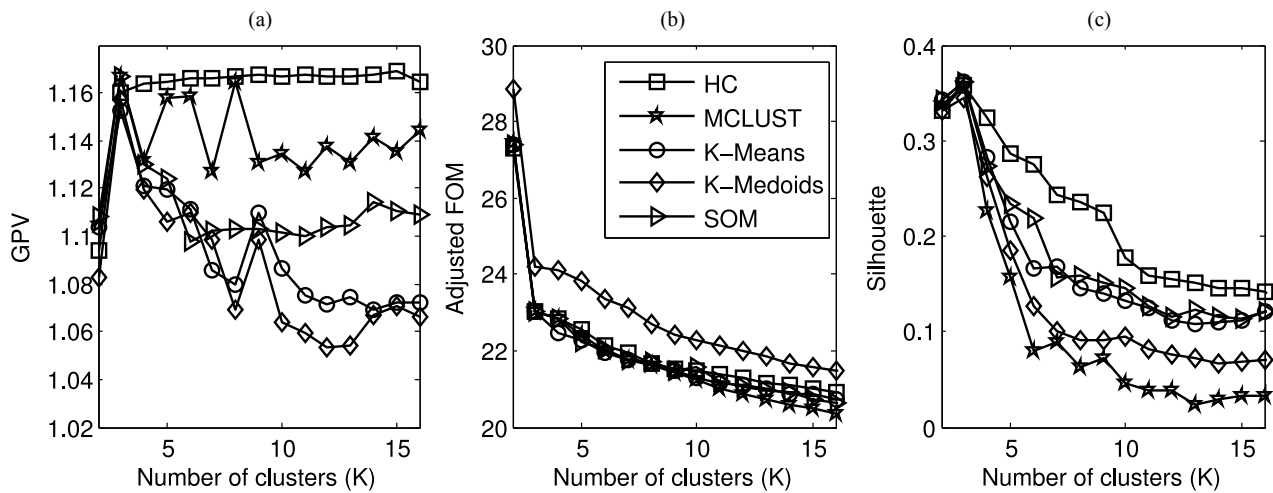 (a)
(b)
(c)
GPV
1.16
1.14
1.12
1.1
1.08
1.06
1.04
1.02
5
10
15
Number of clusters (K)
Adjusted FOM
30
28
26
24
22
20
HC
MCLUST
K-Means
K-Medoids
SOM
5
10
15
Number of clusters (K)
Silhouette
0.4
0.3
0.2
0.1
0
5
10
15
Number of clusters (K)